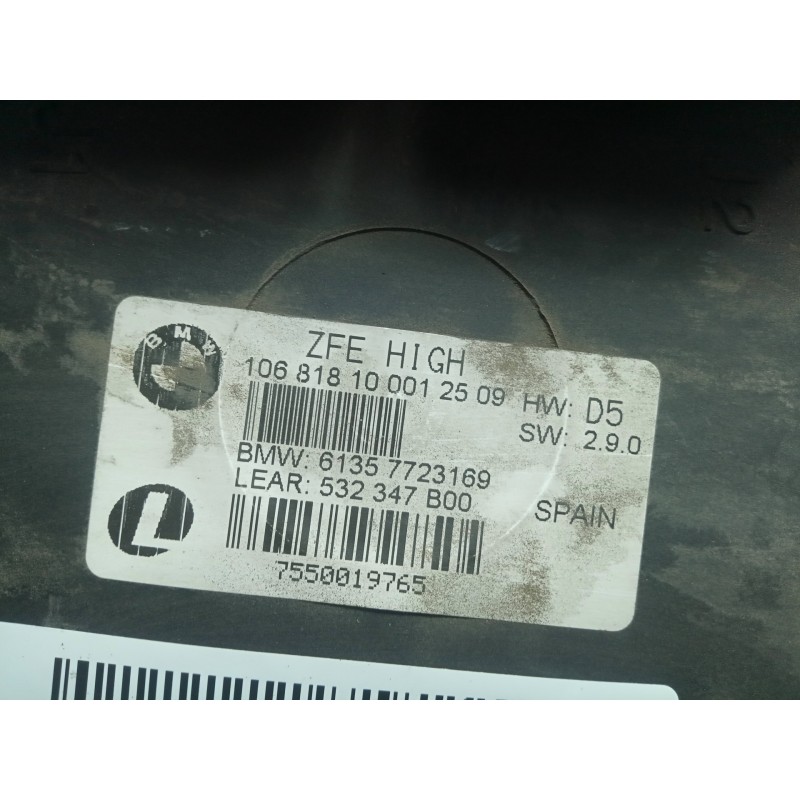 BMW
ZFE HIGH
106 818 10 001 25 09
HW: D5
SW: 2.9.0
BMW: 6135 7723169
LEAR: 532 347 B00
SPAIN
7550019765